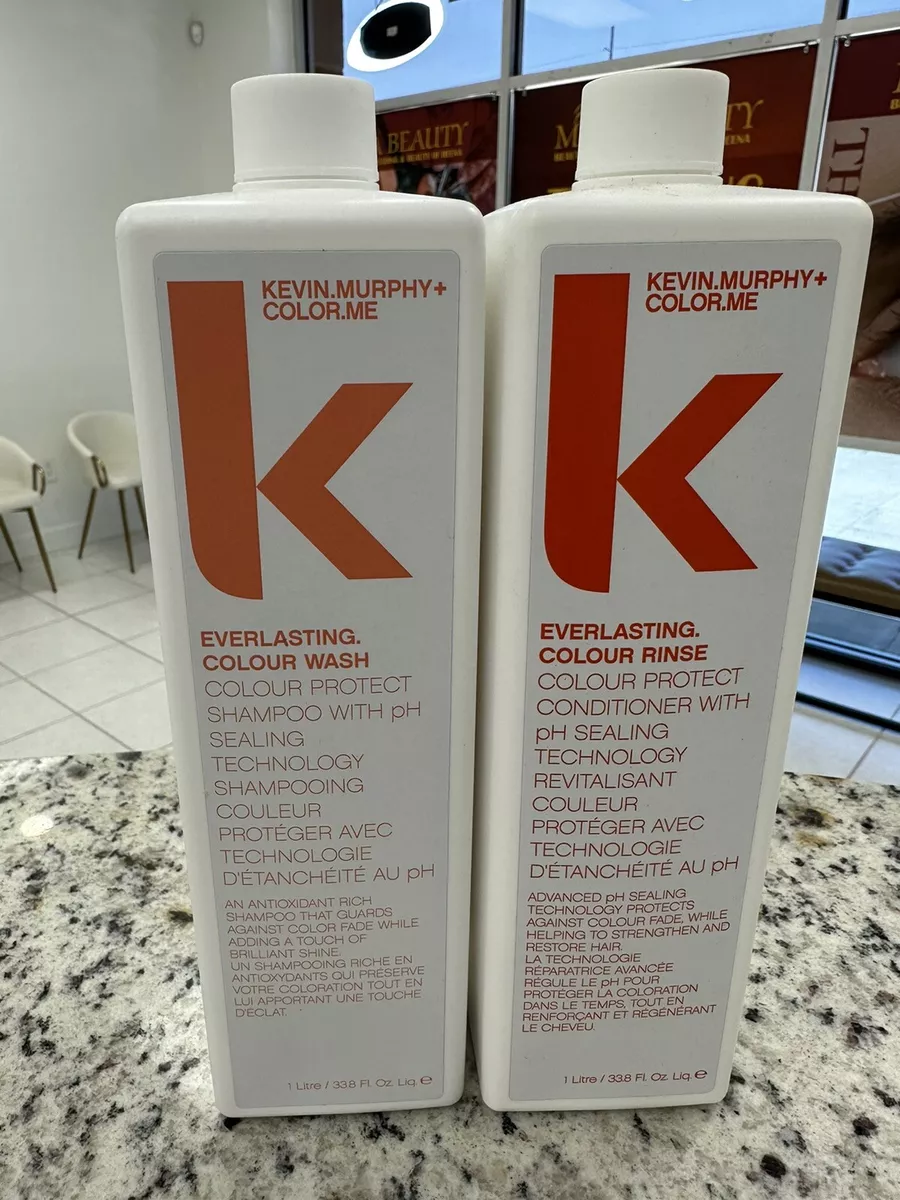 A BEAUTY
TY
KEVIN.MURPHY+
COLOR.ME
EVERLASTING.
COLOUR WASH
COLOUR PROTECT
SHAMPOO WITH pH
SEALING
TECHNOLOGY
SHAMPOOING
COULEUR
PROTÉGER AVEC
TECHNOLOGIE
D'ÉTANCHÉITÉ AU pH
AN ANTIOXIDANT RICH
SHAMPOO THAT GUARDS
AGAINST COLOR FADE WHILE
ADDING A TOUCH OF
BRILLIANT SHINE.
UN SHAMPOOING RICHE EN
ANTIOXYDANTS QUI PRÉSERVE
VOTRE COLORATION TOUT EN
LUI APPORTANT UNE TOUCHE
D'ÉCLAT.
1 Litre / 33.8 Fl. Oz. Liq. ℮
KEVIN.MURPHY+
COLOR.ME
EVERLASTING.
COLOUR RINSE
COLOUR PROTECT
CONDITIONER WITH
pH SEALING
TECHNOLOGY
REVITALISANT
COULEUR
PROTÉGER AVEC
TECHNOLOGIE
D'ÉTANCHÉITÉ AU pH
ADVANCED pH SEALING
TECHNOLOGY PROTECTS
AGAINST COLOUR FADE, WHILE
HELPING TO STRENGTHEN AND
RESTORE HAIR.
LA TECHNOLOGIE
RÉPARATRICE AVANCÉE
RÉGULE LE pH POUR
PROTÉGER LA COLORATION
DANS LE TEMPS, TOUT EN
RENFORÇANT ET RÉGÉNÉRANT
LE CHEVEU.
1 Litre / 33.8 Fl. Oz. Liq. ℮
TH